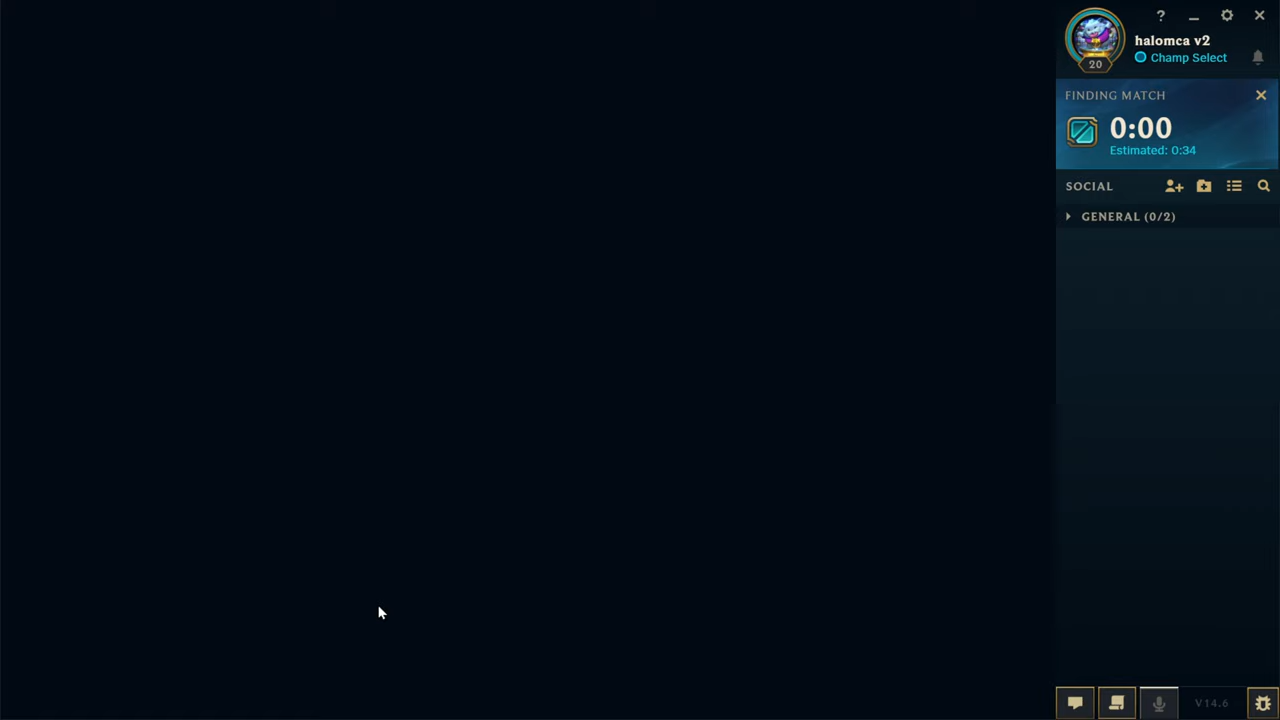 ?
halomca v2
Champ Select
20
FINDING MATCH
0:00
Estimated: 0:34
SOCIAL
GENERAL (0/2)
V14.6